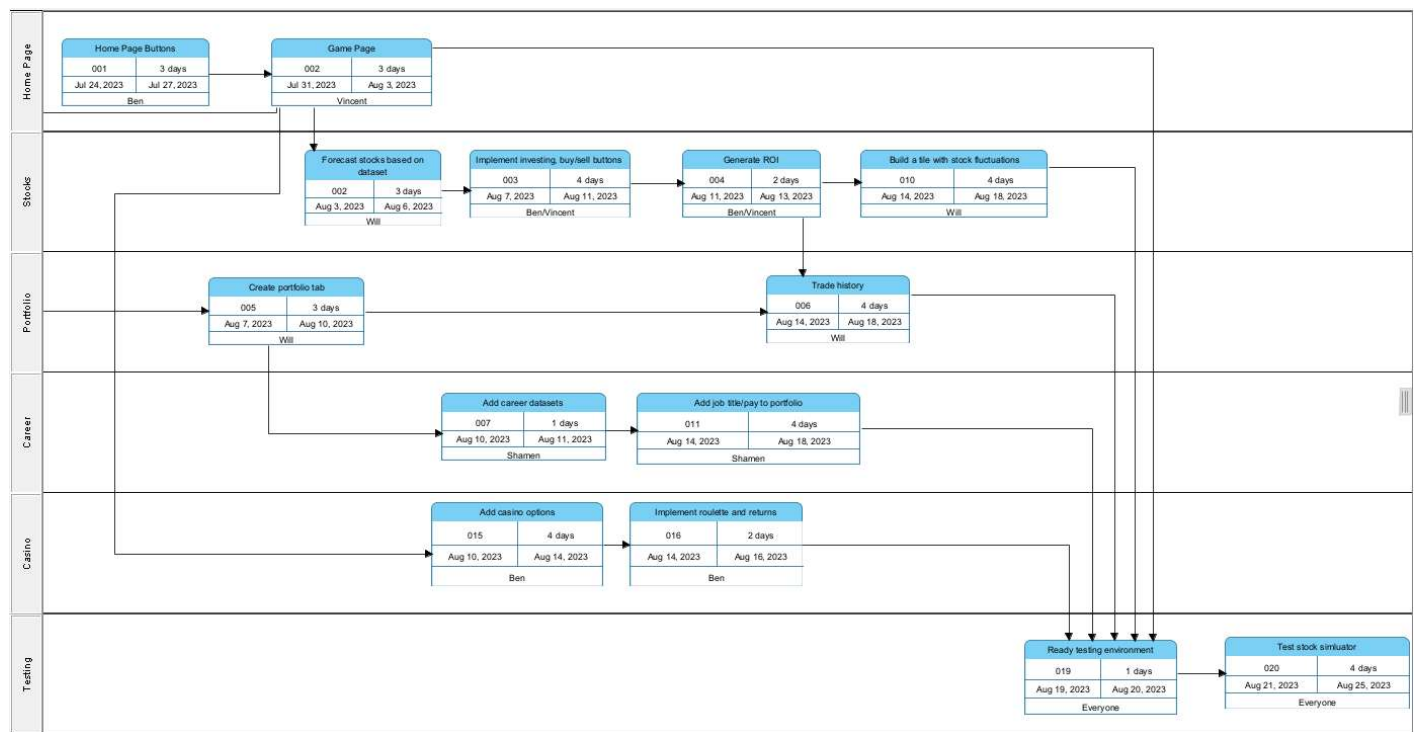 Home Page
Home Page Buttons
001 3 days
Jul 24, 2023 Jul 27, 2023
Ben
Game Page
002 3 days
Jul 31, 2023 Aug 3, 2023
Vincent
Stocks
Forecast stocks based on
dataset
002 3 days
Aug 3, 2023 Aug 6, 2023
Will
Implement investing, buy/sell buttons
003 4 days
Aug 7, 2023 Aug 11, 2023
Ben/Vincent
Generate ROI
004 2 days
Aug 11, 2023 Aug 13, 2023
Ben/Vincent
Build a tile with stock fluctuations
010 4 days
Aug 14, 2023 Aug 18, 2023
Will
Portfolio
Create portfolio tab
005 3 days
Aug 7, 2023 Aug 10, 2023
Will
Trade history
006 4 days
Aug 14, 2023 Aug 18, 2023
Will
Career
Add career datasets
007 1 days
Aug 10, 2023 Aug 11, 2023
Shamen
Add job title/pay to portfolio
011 4 days
Aug 14, 2023 Aug 18, 2023
Shamen
Casino
Add casino options
015 4 days
Aug 10, 2023 Aug 14, 2023
Ben
Implement roulette and returns
016 2 days
Aug 14, 2023 Aug 16, 2023
Ben
Testing
Ready testing environment
019 1 days
Aug 19, 2023 Aug 20, 2023
Everyone
Test stock simluator
020 4 days
Aug 21, 2023 Aug 25, 2023
Everyone